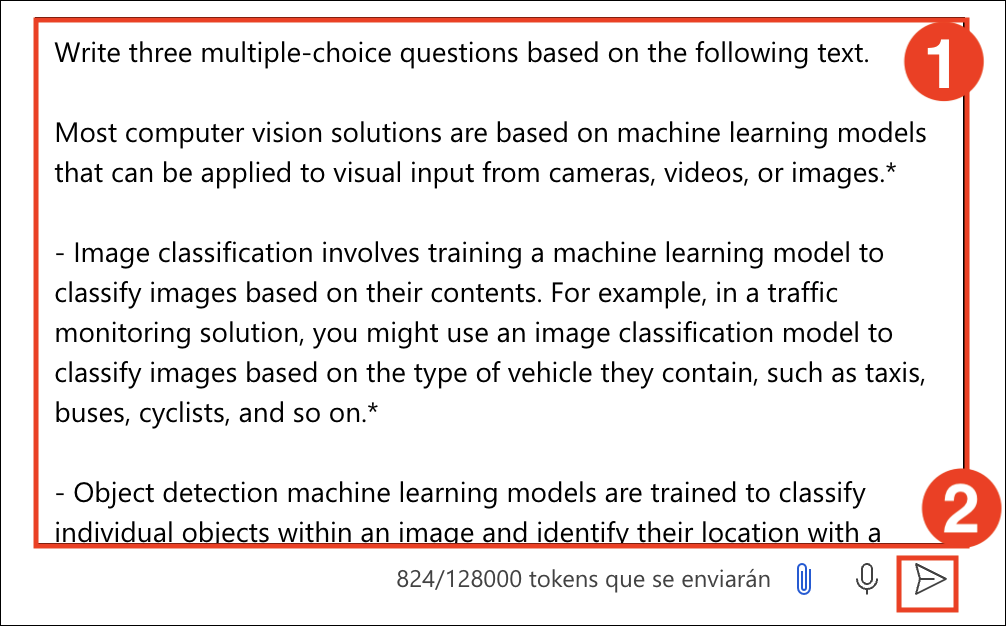 Write three multiple-choice questions based on the following text.
1
Most computer vision solutions are based on machine learning models
that can be applied to visual input from cameras, videos, or images.*
- Image classification involves training a machine learning model to
classify images based on their contents. For example, in a traffic
monitoring solution, you might use an image classification model to
classify images based on the type of vehicle they contain, such as taxis,
buses, cyclists, and so on.*
- Object detection machine learning models are trained to classify
individual objects within an image and identify their location with a
2
824/128000 tokens que se enviarán